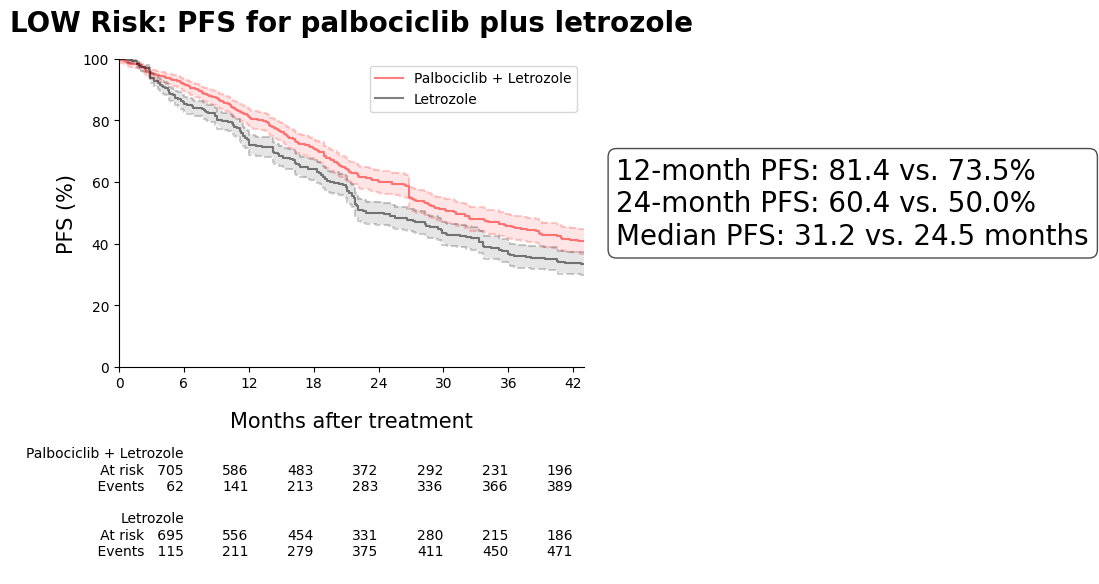 LOW Risk: PFS for palbociclib plus letrozole
100
80
60
40
20
0
PFS (%)
Palbociclib + Letrozole
Letrozole
12-month PFS: 81.4 vs. 73.5%
24-month PFS: 60.4 vs. 50.0%
Median PFS: 31.2 vs. 24.5 months
0 6 12 18 24 30 36 42
Months after treatment
Palbociclib + Letrozole
At risk 705 586 483 372 292 231 196
Events 62 141 213 283 336 366 389
Letrozole
At risk 695 556 454 331 280 215 186
Events 115 211 279 375 411 450 471